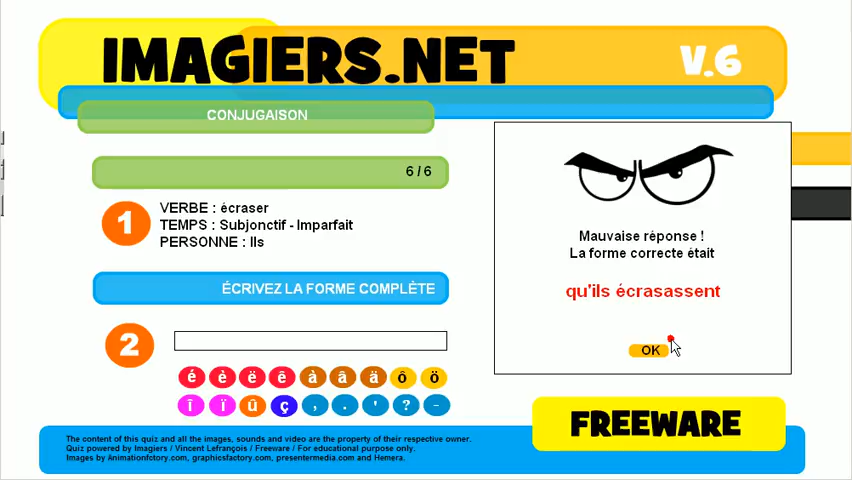 IMAGIERS.NET
V.6
CONJUGAISON
6 / 6
1
VERBE : écraser
TEMPS : Subjonctif - Imparfait
PERSONNE : Ils
ÉCRIVEZ LA FORME COMPLÈTE
2
é è ë ê à â ä ô ö
î ï û ç , . ' ? -
Mauvaise réponse !
La forme correcte était
qu'ils écrasassent
OK
FREEWARE
The content of this quiz and all the images, sounds and video are the property of their respective owner.
Quiz powered by Imagiers / Vincent Lefrançois / Freeware / For educational purpose only.
Images by Animationfctory.com, graphicsfactory.com, presentermedia.com and Hemera.